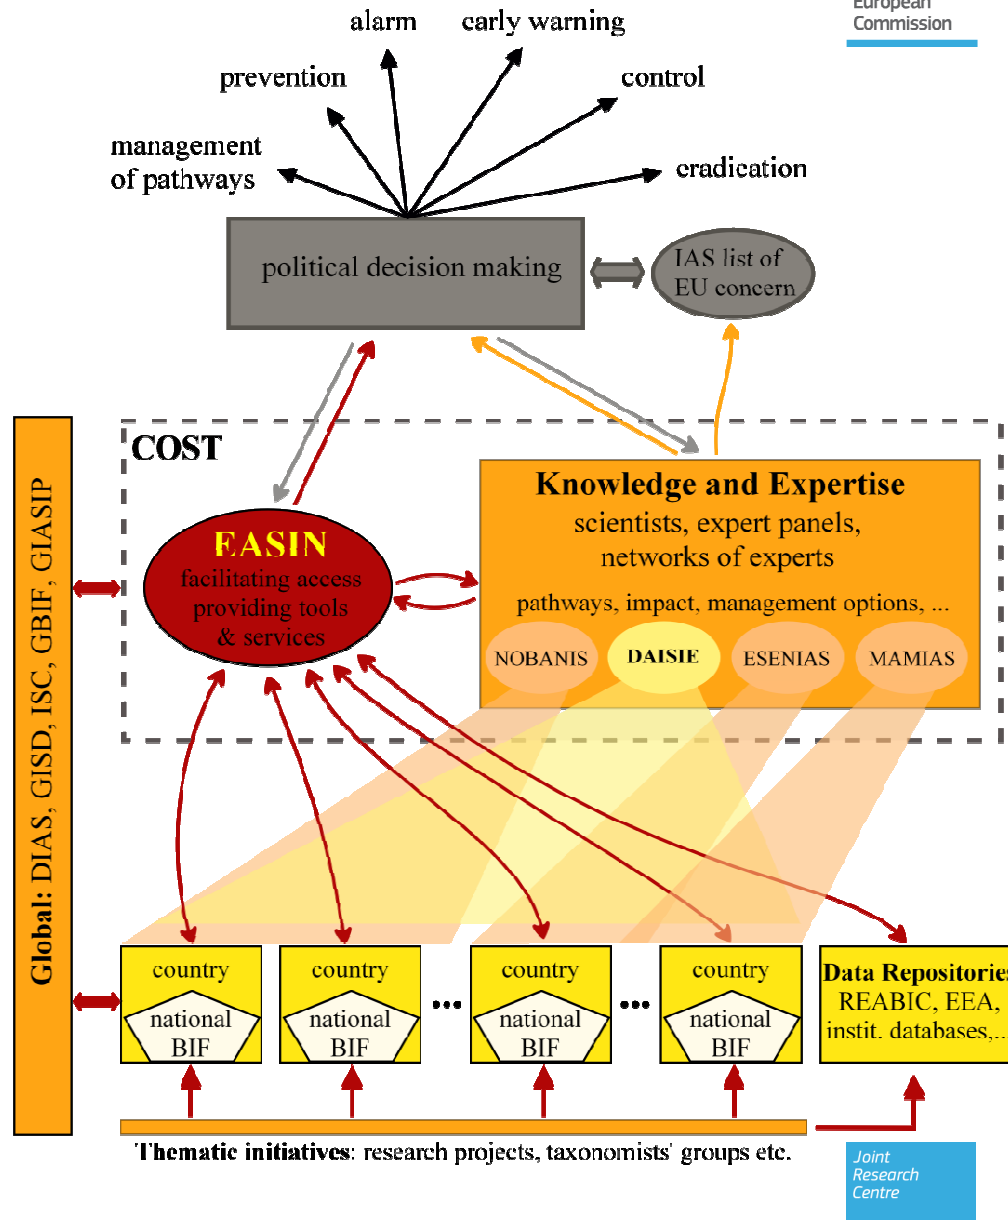 European
Commission
alarm
early warning
prevention
control
management
of pathways
eradication
political decision making
IAS list of
EU concern
COST
Knowledge and Expertise
scientists, expert panels,
networks of experts
pathways, impact, management options, ...
EASIN
facilitating access
providing tools
& services
NOBANIS
DAISIE
ESENIAS
MAMIAS
Global: DIAS, GISD, ISC, GBIF, GIASIP
country
national
BIF
country
national
BIF
...
country
national
BIF
...
country
national
BIF
Data Repositorie
REABIC, EEA,
instit. databases,...
Thematic initiatives: research projects, taxonomists' groups etc.
Joint
Research
Centre